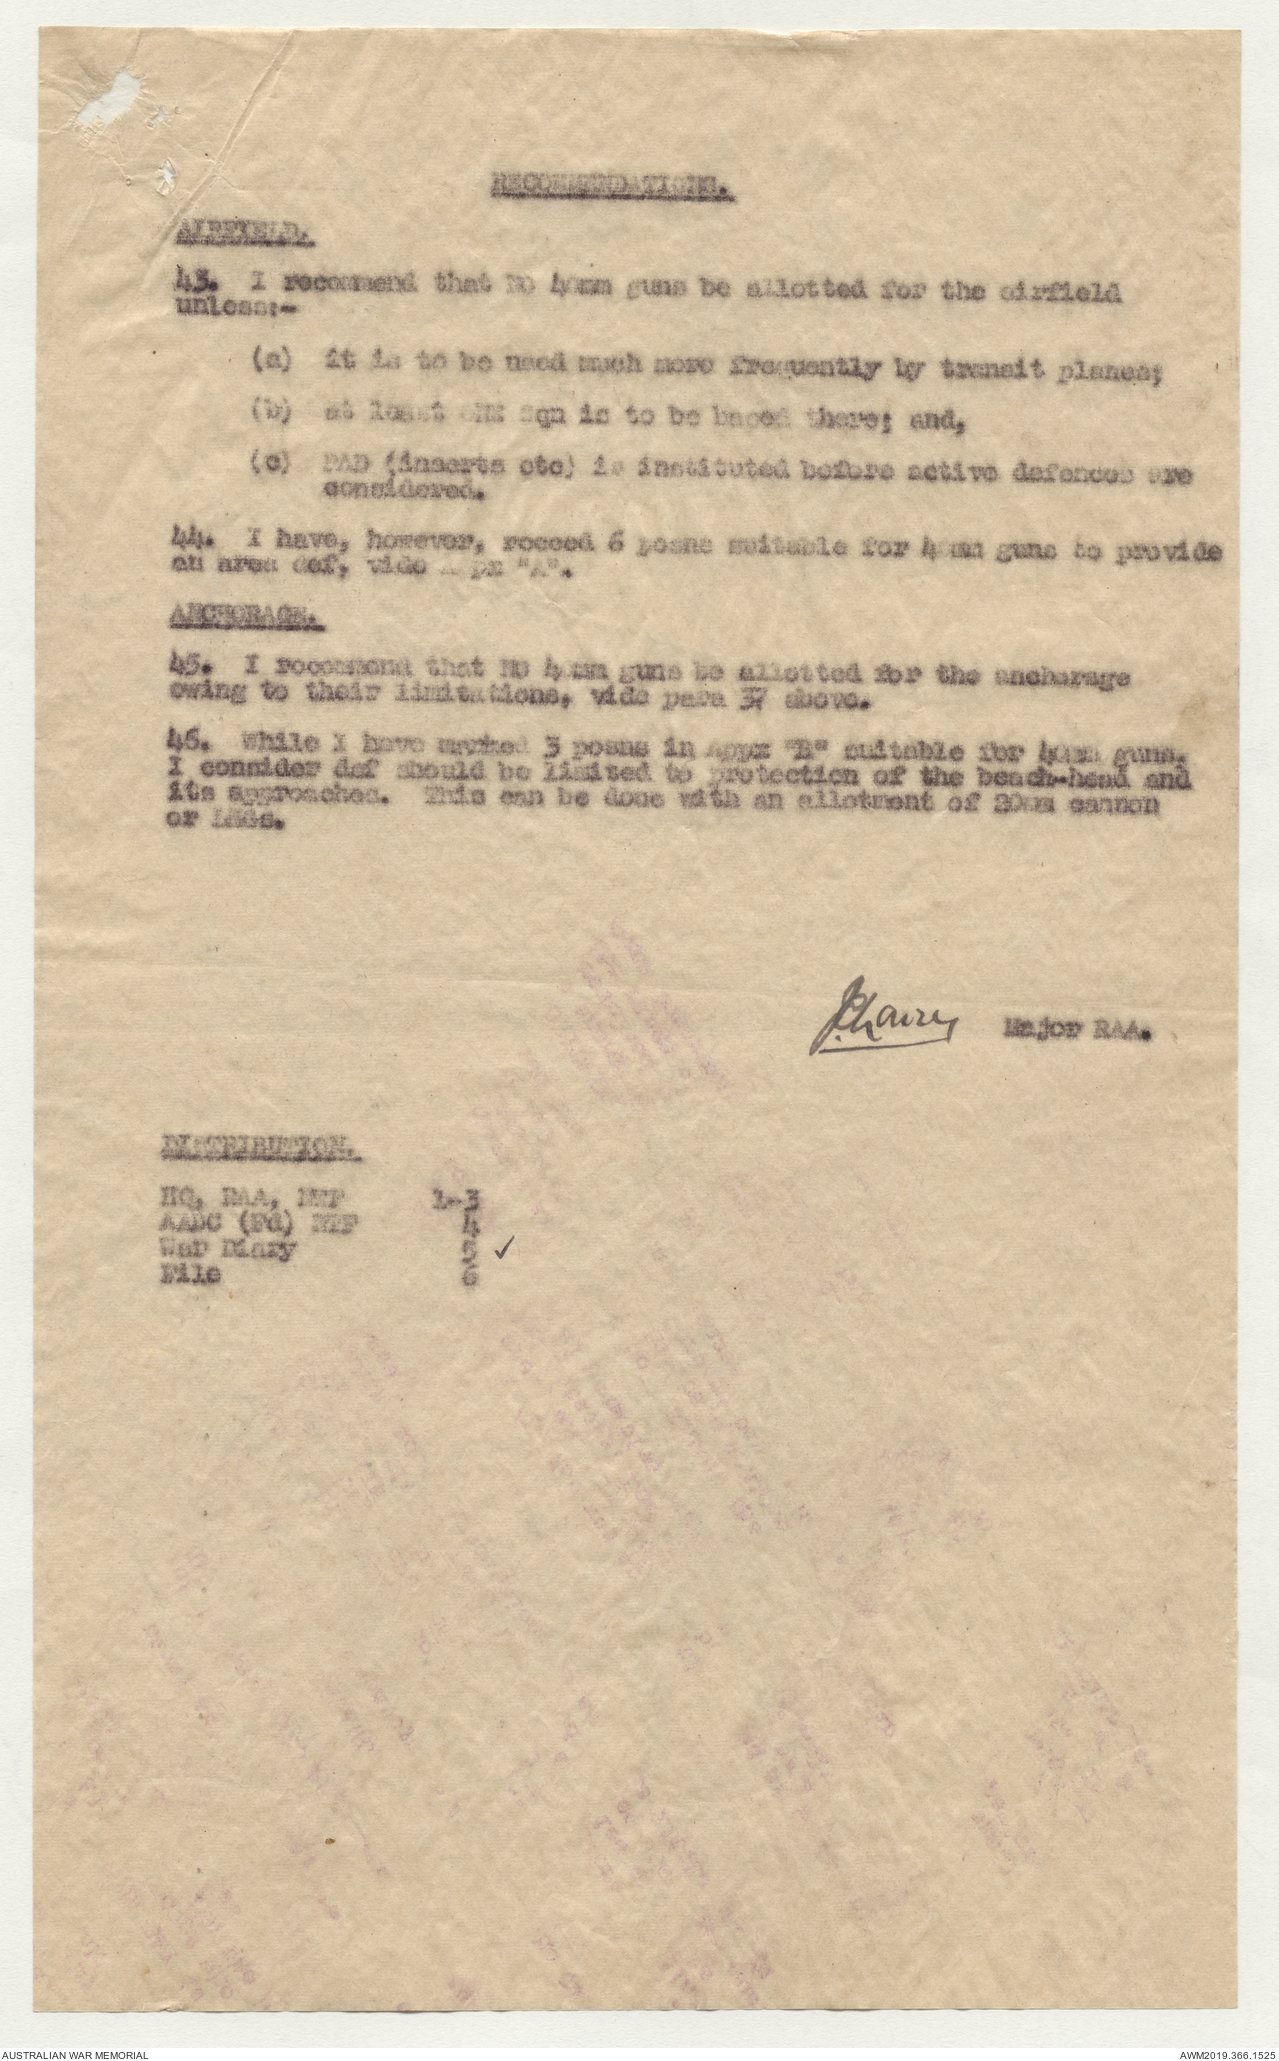 RECOMMENDATIONS.
AIRFIELD.
43. I recommend that NO 40mm guns be allotted for the airfield
unless:-
(a) it is to be used much more frequently by transit planes;
(b) at least ONE Sqn is to be based there; and,
(c) PAD (inserts etc) is instituted before active defences are
considered.
44. I have, however, recced 6 posns suitable for 40mm guns to provide
an area def, vide Appx "A".
ANCHORAGE.
45. I recommend that NO 40mm guns be allotted for the anchorage
owing to their limitations, vide para 37 above.
46. While I have marked 3 posns in Appx "B" suitable for 40mm guns,
I consider def should be limited to protection of the beach-head and
its approaches. This can be done with an allotment of 20mm cannon
or LMGs.
Major RAA.
DISTRIBUTION.
HQ, RAA, NTF 1-3
AADC (Fd) NTF 4
War Diary 5 ✓
File 6
AUSTRALIAN WAR MEMORIAL
AWM2019.366.1525